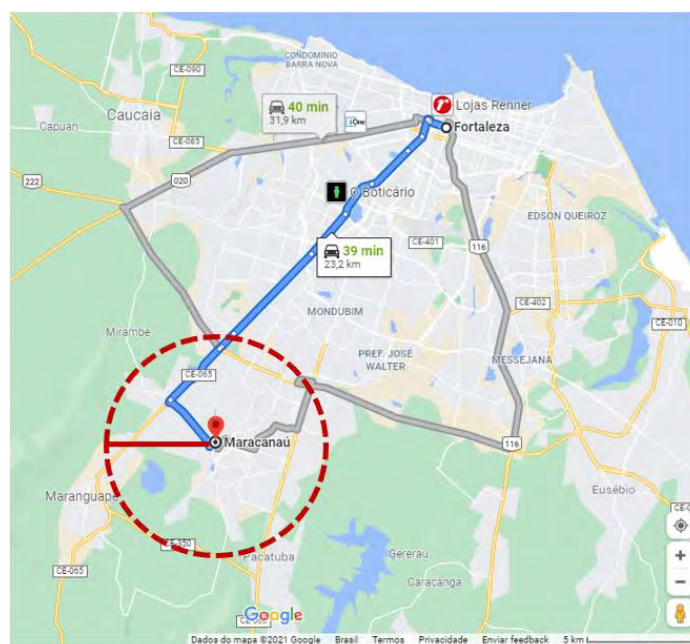 CONDOMINIO
BARRA NOVA
CE-090
Caucaia
Capuan
40 min
31,9 km
Lojas Renner
Fortaleza
CE-085
020
222
O Boticário
EDSON QUEIROZ
CE-401
116
39 min
23,2 km
CE-402
MONDUBIM
CE-010
Mirambé
PREF. JOSÉ
WALTER
MESSEJANA
CE-065
Maracanaú
116
Maranguape
Eusébio
CE-350
Pacatuba
Gererau
CE-065
Caracanga
Google
Dados do mapa ©2021 Google Brasil Termos Privacidade Enviar feedback 5 km